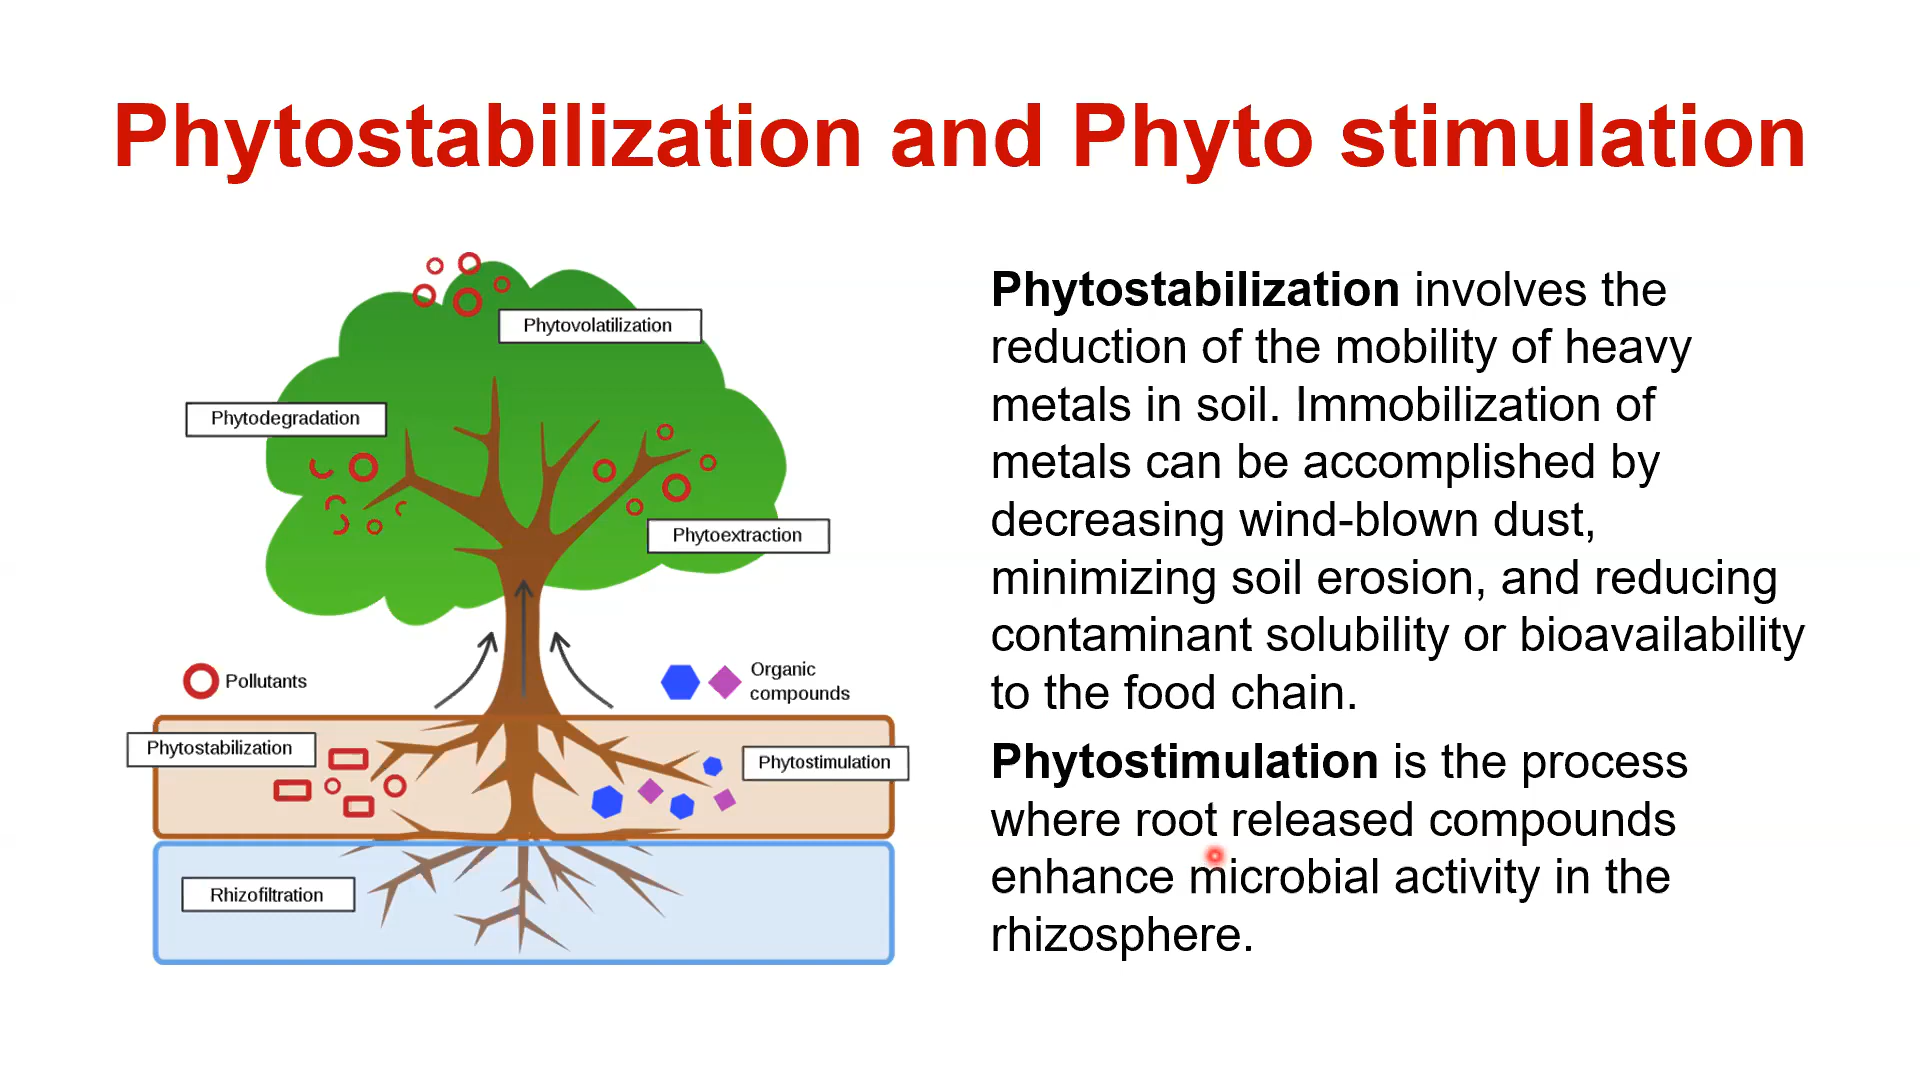 Phytostabilization and Phyto stimulation
Phytovolatilization
Phytodegradation
Phytoextraction
Pollutants
Organic
compounds
Phytostabilization
Phytostimulation
Rhizofiltration
Phytostabilization involves the
reduction of the mobility of heavy
metals in soil. Immobilization of
metals can be accomplished by
decreasing wind-blown dust,
minimizing soil erosion, and reducing
contaminant solubility or bioavailability
to the food chain.
Phytostimulation is the process
where root released compounds
enhance microbial activity in the
rhizosphere.